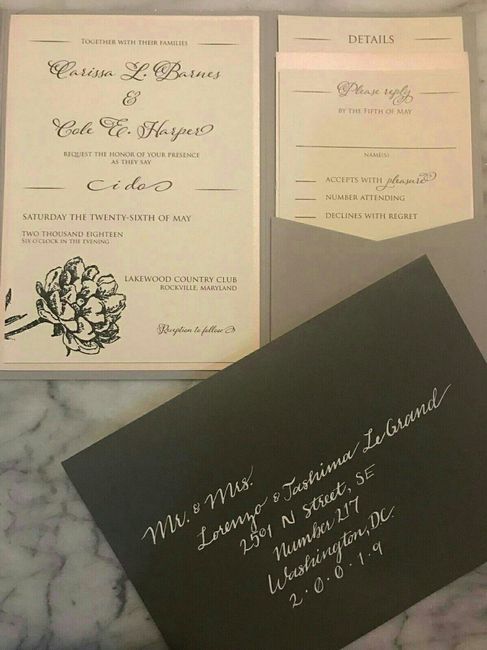 Together with their families
Carissa L. Barnes
&
Cole E. Harper
request the honor of your presence
as they say
i do
Saturday the twenty-sixth of May
two thousand eighteen
six o'clock in the evening
Lakewood Country Club
Rockville, Maryland
Reception to follow
Details
Please reply
by the fifth of May
name(s)
accepts with pleasure
number attending
declines with regret
Mr. & Mrs.
Lorenzo & Tashima LeGrand
2501 N Street, SE
Number 217
Washington, DC.
2.0.0.1.9